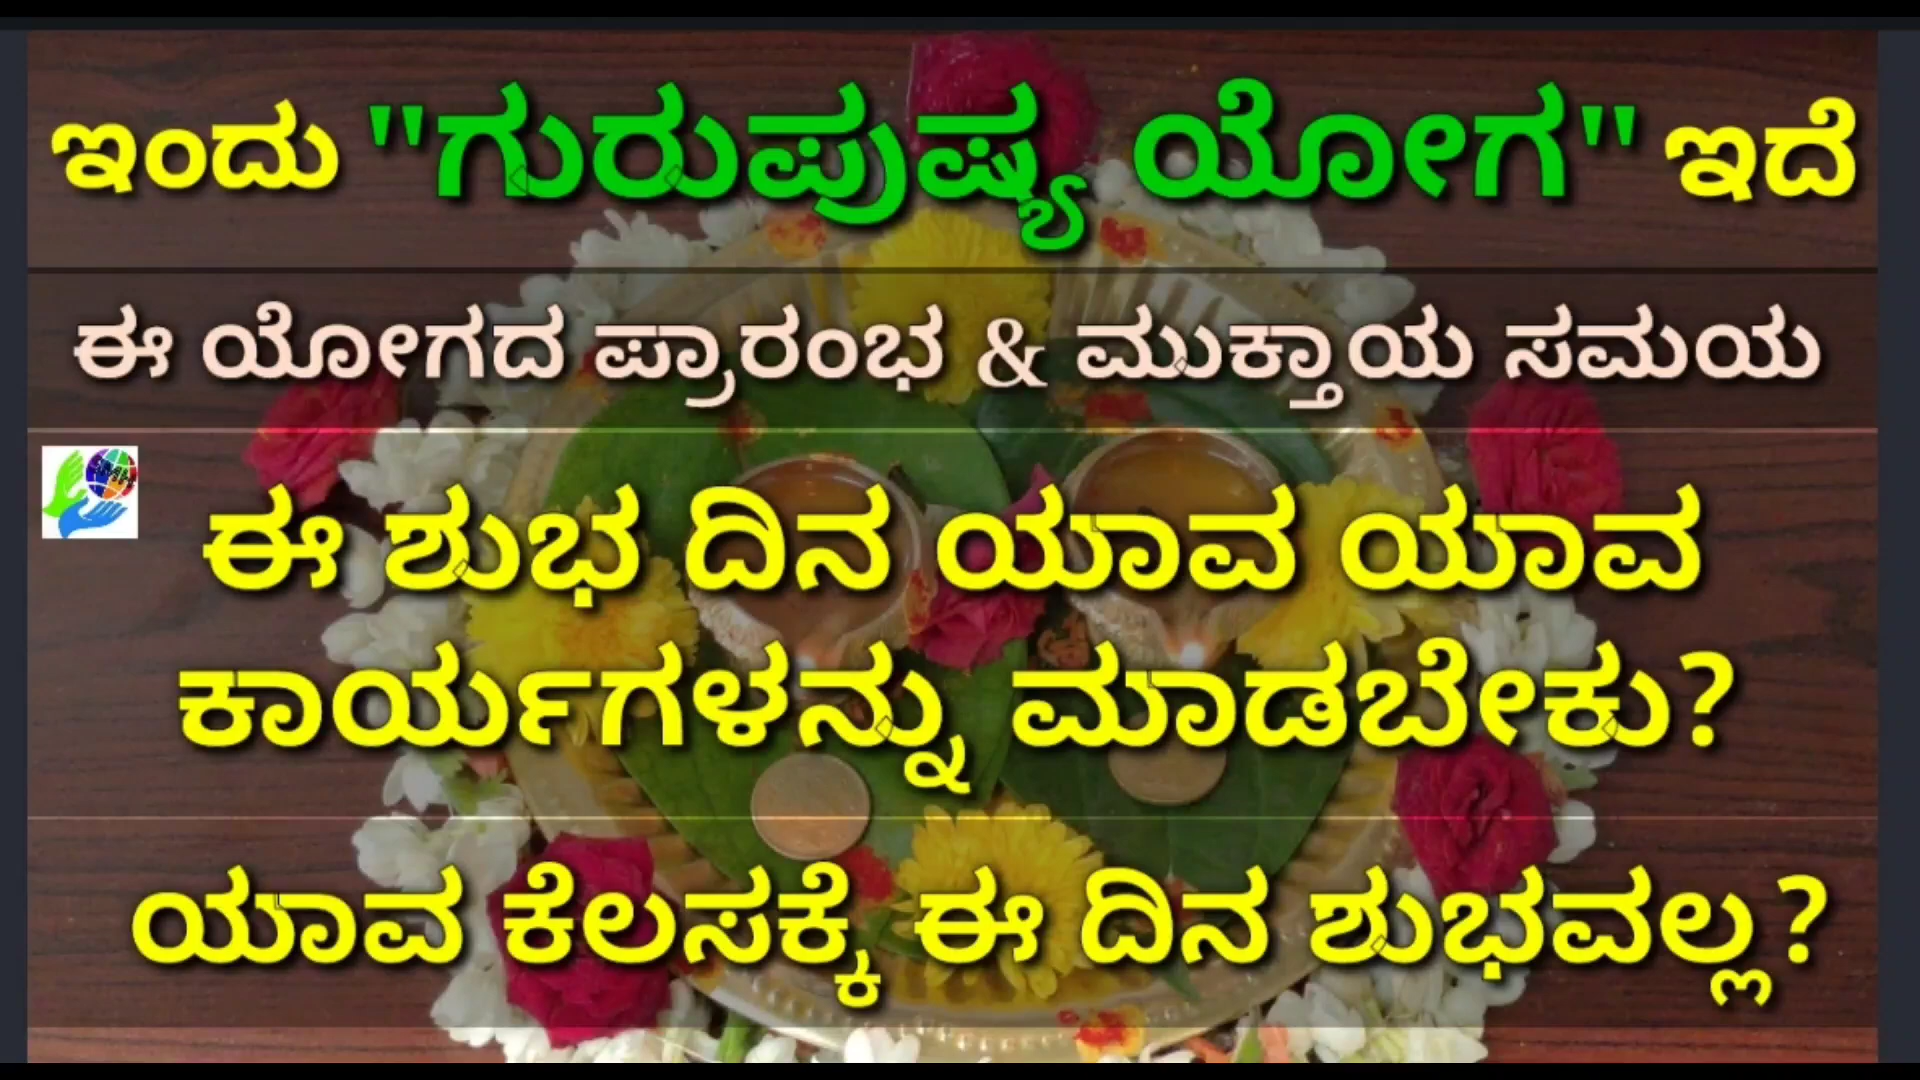 ಇಂದು "ಗುರುಪುಷ್ಯ ಯೋಗ" ಇದೆ
ಈ ಯೋಗದ ಪ್ರಾರಂಭ & ಮುಕ್ತಾಯ ಸಮಯ
ಈ ಶುಭ ದಿನ ಯಾವ ಯಾವ
ಕಾರ್ಯಗಳನ್ನು ಮಾಡಬೇಕು?
ಯಾವ ಕೆಲಸಕ್ಕೆ ಈ ದಿನ ಶುಭವಲ್ಲ?